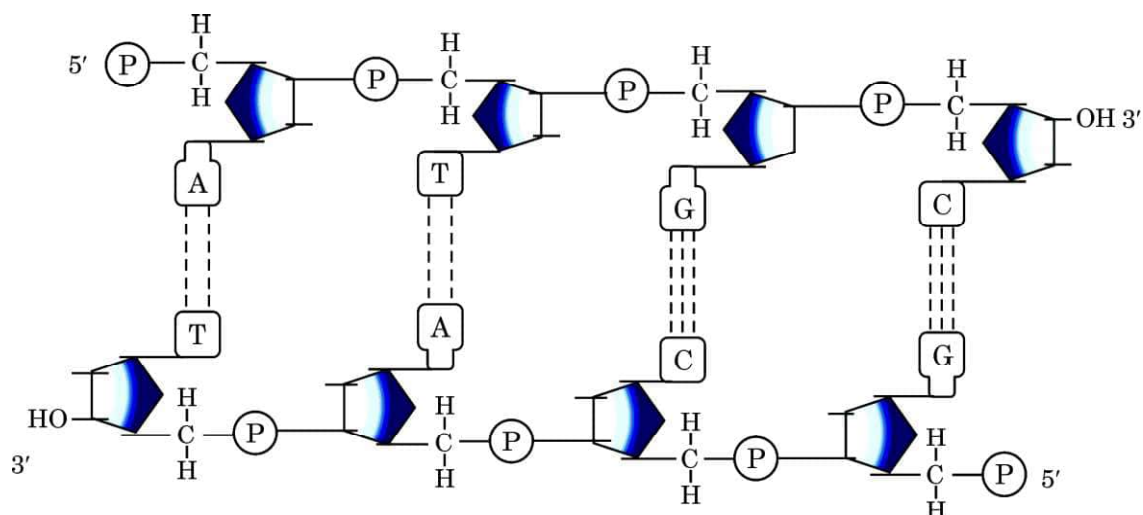 H H H H
5′ P C P C P C P C
H H H H
OH 3′
A T G C
T A C G
HO
H H H H
C P C P C P C P 5′
3′
H H H H